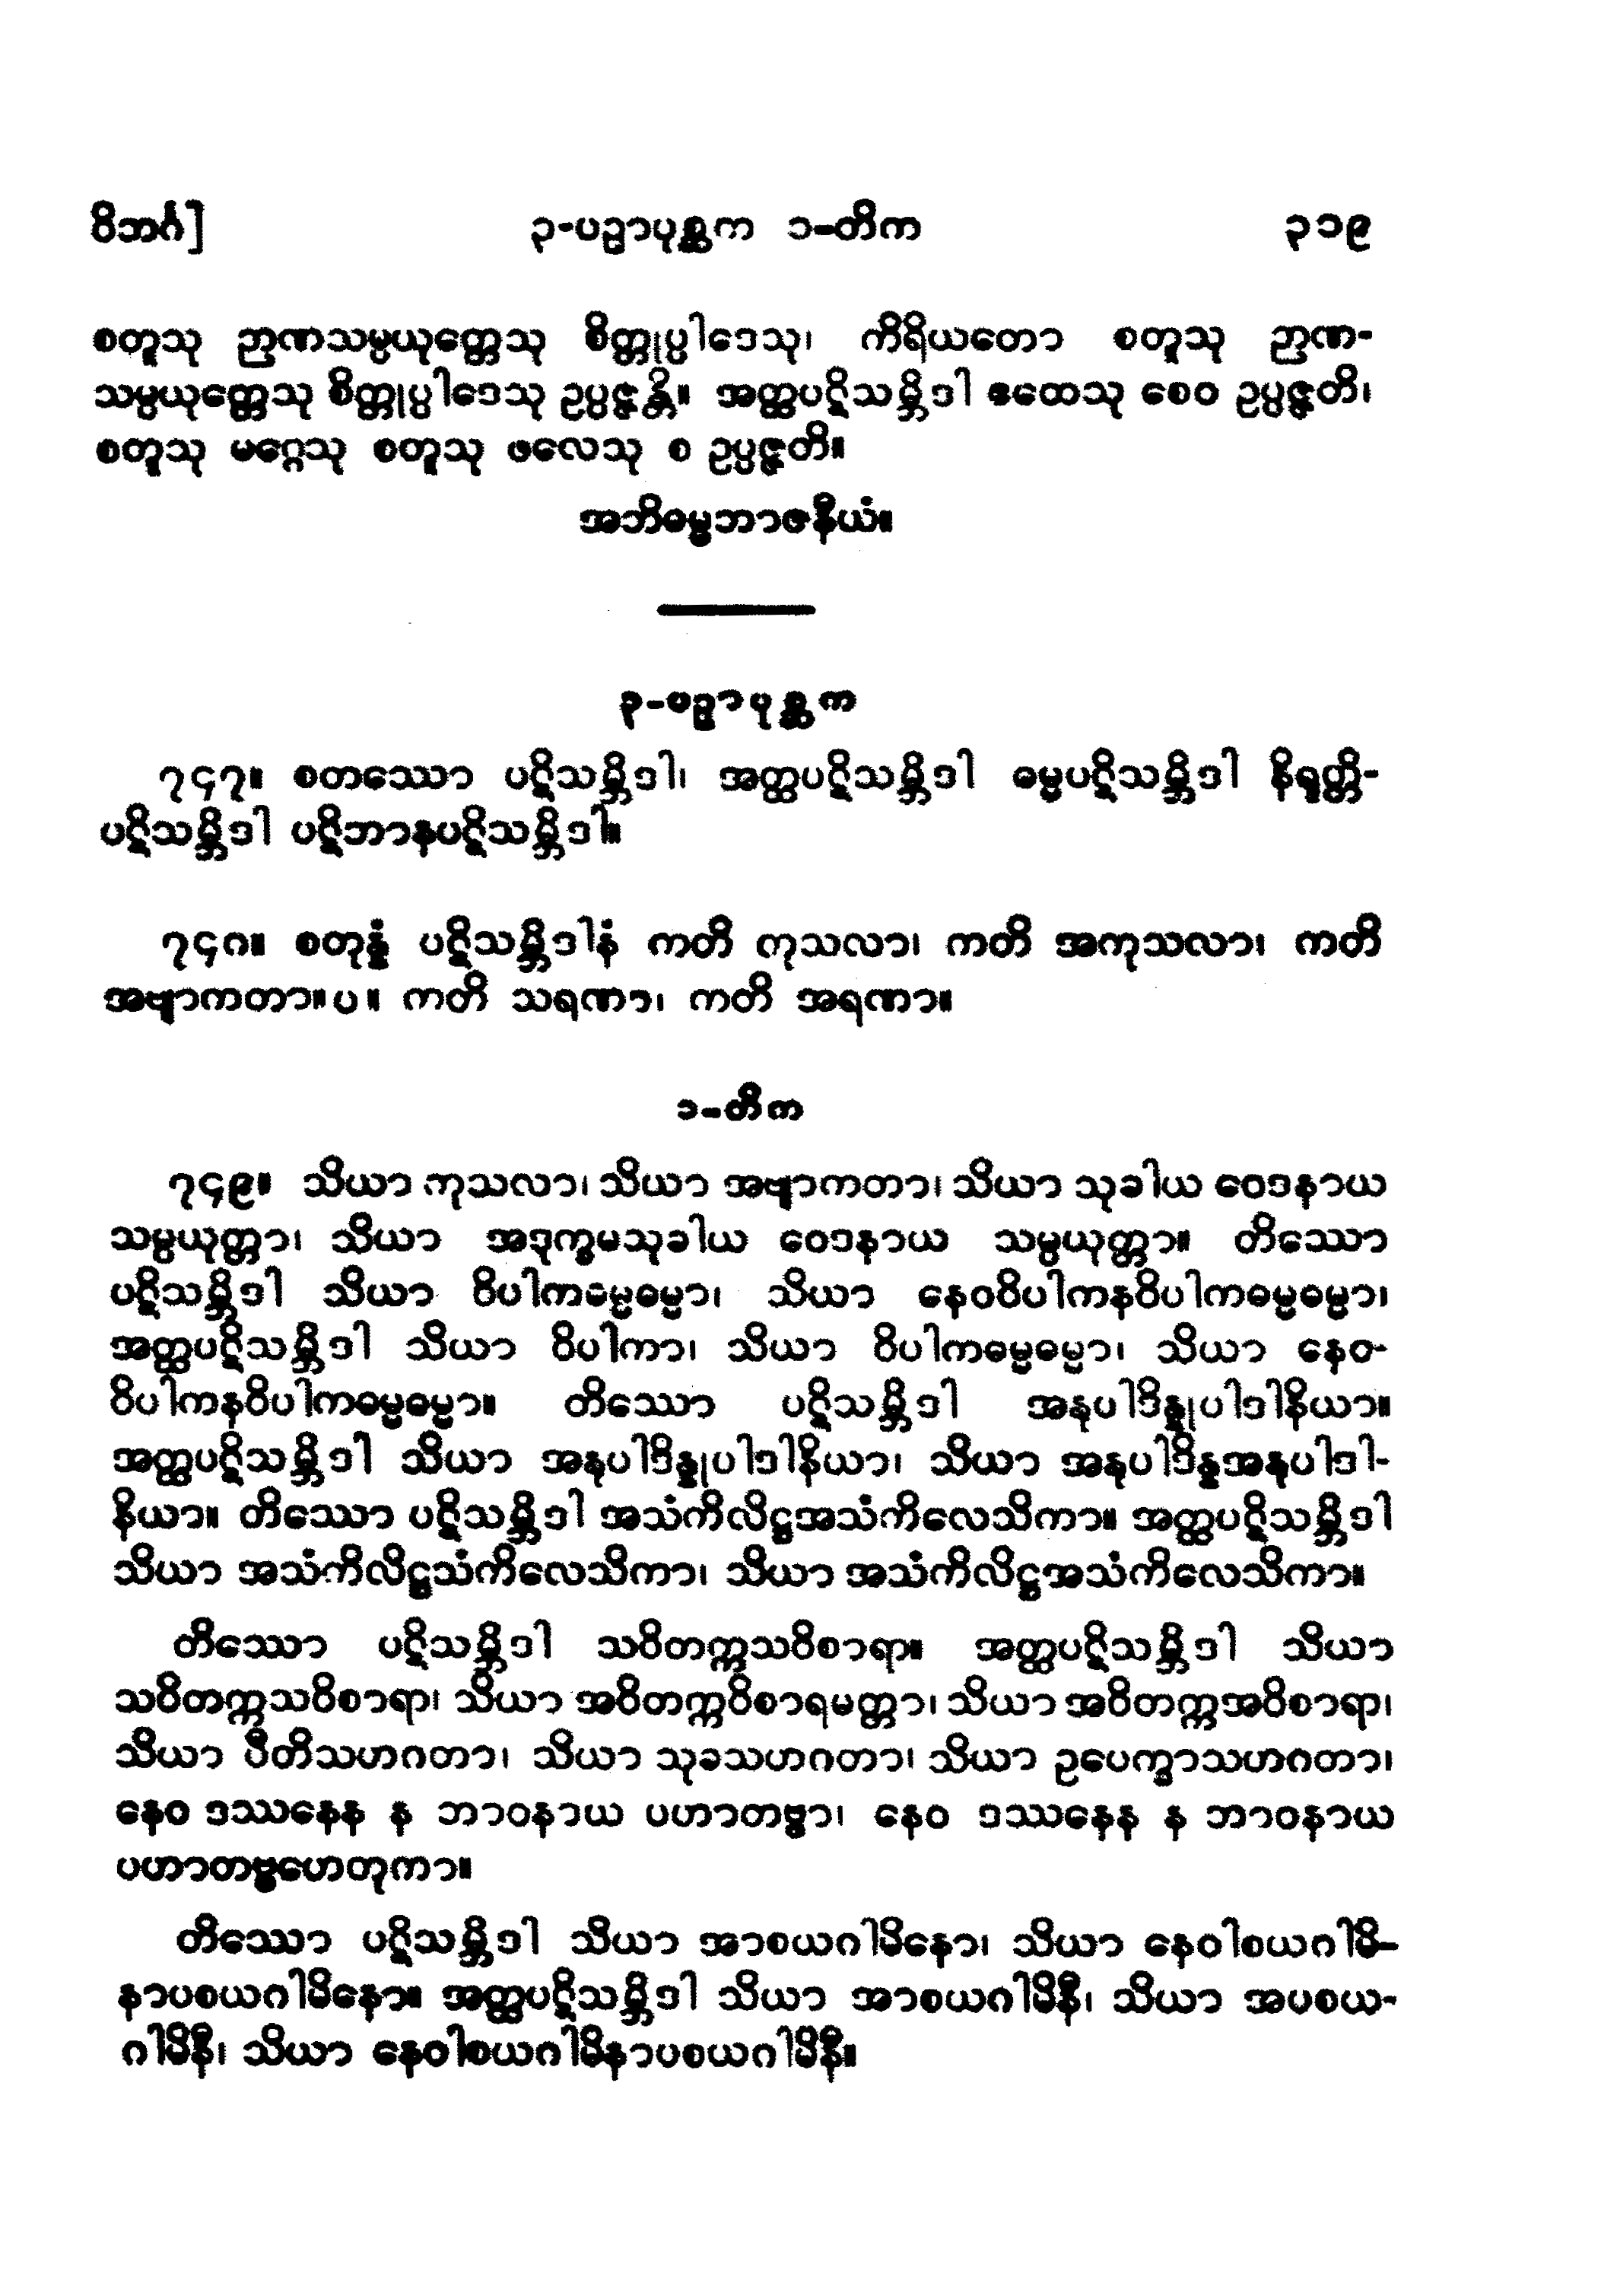 ဝိဘင်္ဂ] ၃-ပဉှာပုစ္ဆက ၁-တိက ၃၁၉
စတူသု ဉာဏသမ္ပယုတ္တေသု စိတ္တုပ္ပါဒေသု၊ ကိရိယတော စတူသု ဉာဏ-
သမ္ပယုတ္တေသု စိတ္တုပ္ပါဒေသု ဥပ္ပဇ္ဇန္တိ။ အတ္ထပဋိသမ္ဘိဒါ ဧတေသု စေဝ ဥပ္ပဇ္ဇတိ၊
စတူသု မဂ္ဂေသု စတူသု ဖလေသု စ ဥပ္ပဇ္ဇတိ။
အဘိဓမ္မဘာဇနီယံ။
၃-ပဉှာပုစ္ဆက
၇၄၇။ စတဿော ပဋိသမ္ဘိဒါ၊ အတ္ထပဋိသမ္ဘိဒါ ဓမ္မပဋိသမ္ဘိဒါ နိရုတ္တိ-
ပဋိသမ္ဘိဒါ ပဋိဘာနပဋိသမ္ဘိဒါ။
၇၄၈။ စတုန္နံ ပဋိသမ္ဘိဒါနံ ကတိ ကုသလာ၊ ကတိ အကုသလာ၊ ကတိ
အဗျာကတာ။ပ။ ကတိ သရဏာ၊ ကတိ အရဏာ။
၁-တိက
၇၄၉။ သိယာ ကုသလာ၊ သိယာ အဗျာကတာ၊ သိယာ သုခါယ ဝေဒနာယ
သမ္ပယုတ္တာ၊ သိယာ အဒုက္ခမသုခါယ ဝေဒနာယ သမ္ပယုတ္တာ။ တိဿော
ပဋိသမ္ဘိဒါ သိယာ ဝိပါကဓမ္မဓမ္မာ၊ သိယာ နေဝဝိပါကနဝိပါကဓမ္မဓမ္မာ၊
အတ္ထပဋိသမ္ဘိဒါ သိယာ ဝိပါကာ၊ သိယာ ဝိပါကဓမ္မဓမ္မာ၊ သိယာ နေဝ-
ဝိပါကနဝိပါကဓမ္မဓမ္မာ။ တိဿော ပဋိသမ္ဘိဒါ အနုပါဒိန္နုပါဒါနိယာ။
အတ္ထပဋိသမ္ဘိဒါ သိယာ အနုပါဒိန္နုပါဒါနိယာ၊ သိယာ အနုပါဒိန္နအနုပါဒါ-
နိယာ။ တိဿော ပဋိသမ္ဘိဒါ အသံကိလိဋ္ဌအသံကိလေသိကာ။ အတ္ထပဋိသမ္ဘိဒါ
သိယာ အသံကိလိဋ္ဌသံကိလေသိကာ၊ သိယာ အသံကိလိဋ္ဌအသံကိလေသိကာ။
တိဿော ပဋိသမ္ဘိဒါ သဝိတက္ကသဝိစာရာ။ အတ္ထပဋိသမ္ဘိဒါ သိယာ
သဝိတက္ကသဝိစာရာ၊ သိယာ အဝိတက္ကဝိစာရမတ္တာ၊ သိယာ အဝိတက္ကအဝိစာရာ၊
သိယာ ပီတိသဟဂတာ၊ သိယာ သုခသဟဂတာ၊ သိယာ ဥပေက္ခာသဟဂတာ၊
နေဝ ဒဿနေန န ဘာဝနာယ ပဟာတဗ္ဗာ၊ နေဝ ဒဿနေန န ဘာဝနာယ
ပဟာတဗ္ဗဟေတုကာ။
တိဿော ပဋိသမ္ဘိဒါ သိယာ အာစယဂါမိနော၊ သိယာ နေဝါစယဂါမိ-
နာပစယဂါမိနော။ အတ္ထပဋိသမ္ဘိဒါ သိယာ အာစယဂါမိနီ၊ သိယာ အပစယ-
ဂါမိနီ၊ သိယာ နေဝါစယဂါမိနာပစယဂါမိနီ။